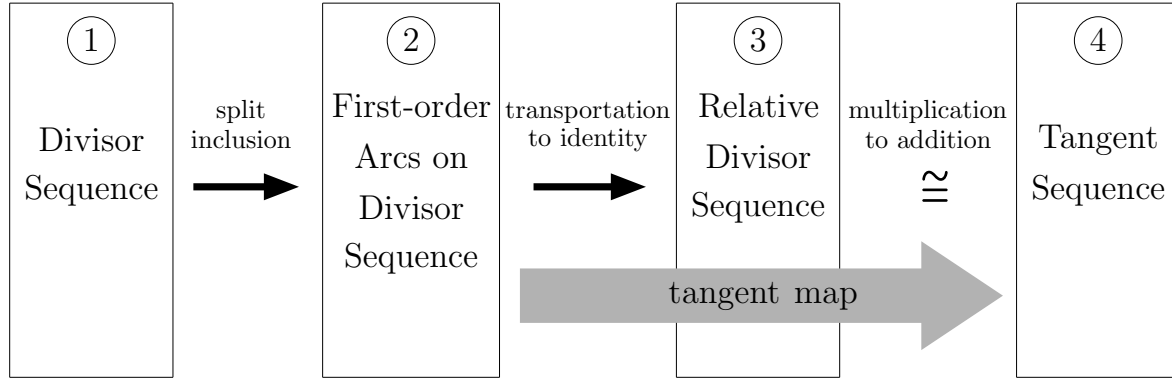 1
Divisor
Sequence
split
inclusion
2
First-order
Arcs on
Divisor
Sequence
transportation
to identity
3
Relative
Divisor
Sequence
multiplication
to addition
≅
4
Tangent
Sequence
tangent map